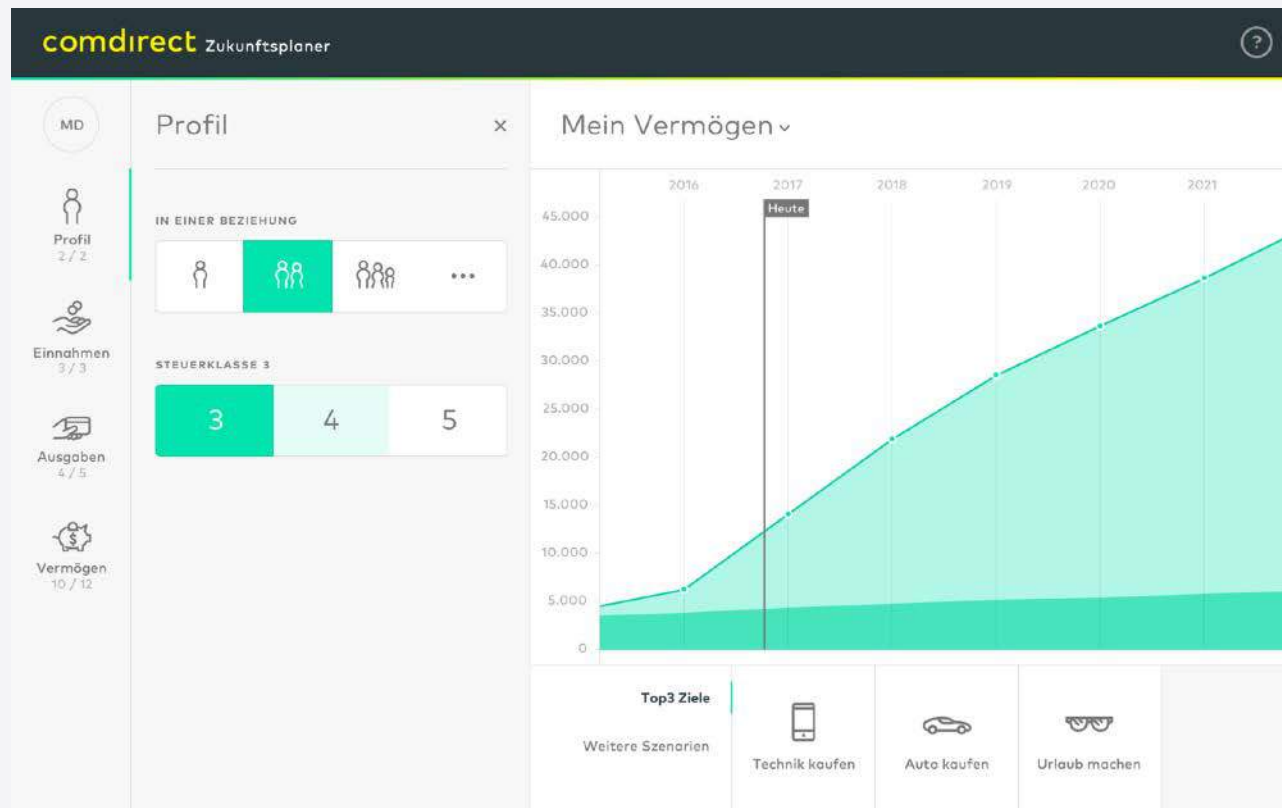 comdirect Zukunftsplaner
?
MD
Profil
2 / 2
Einnahmen
3 / 3
Ausgaben
4 / 5
Vermögen
10 / 12
Profil ×
IN EINER BEZIEHUNG
•••
STEUERKLASSE 3
3 4 5
Mein Vermögen
2016 2017 2018 2019 2020 2021
Heute
45.000
40.000
35.000
30.000
25.000
20.000
15.000
10.000
5.000
0
Top3 Ziele
Weitere Szenarien
Technik kaufen
Auto kaufen
Urlaub machen